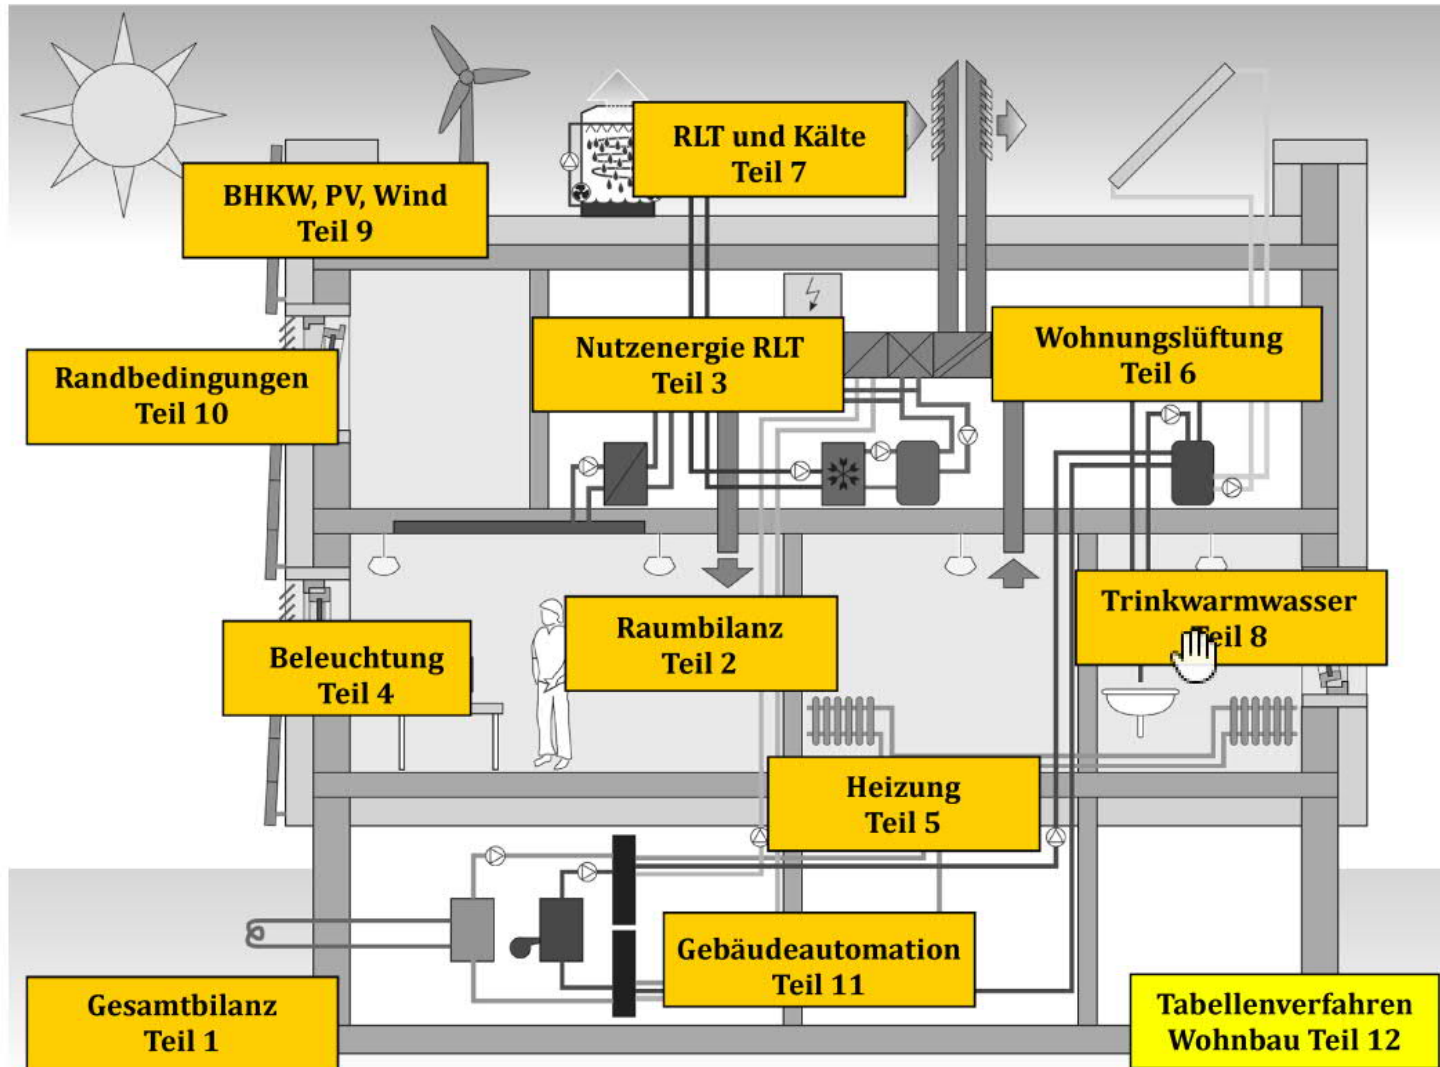 RLT und Kälte
Teil 7
BHKW, PV, Wind
Teil 9
Nutzenergie RLT
Teil 3
Wohnungslüftung
Teil 6
Randbedingungen
Teil 10
Trinkwarmwasser
Teil 8
Raumbilanz
Teil 2
Beleuchtung
Teil 4
Heizung
Teil 5
Gebäudeautomation
Teil 11
Gesamtbilanz
Teil 1
Tabellenverfahren
Wohnbau Teil 12